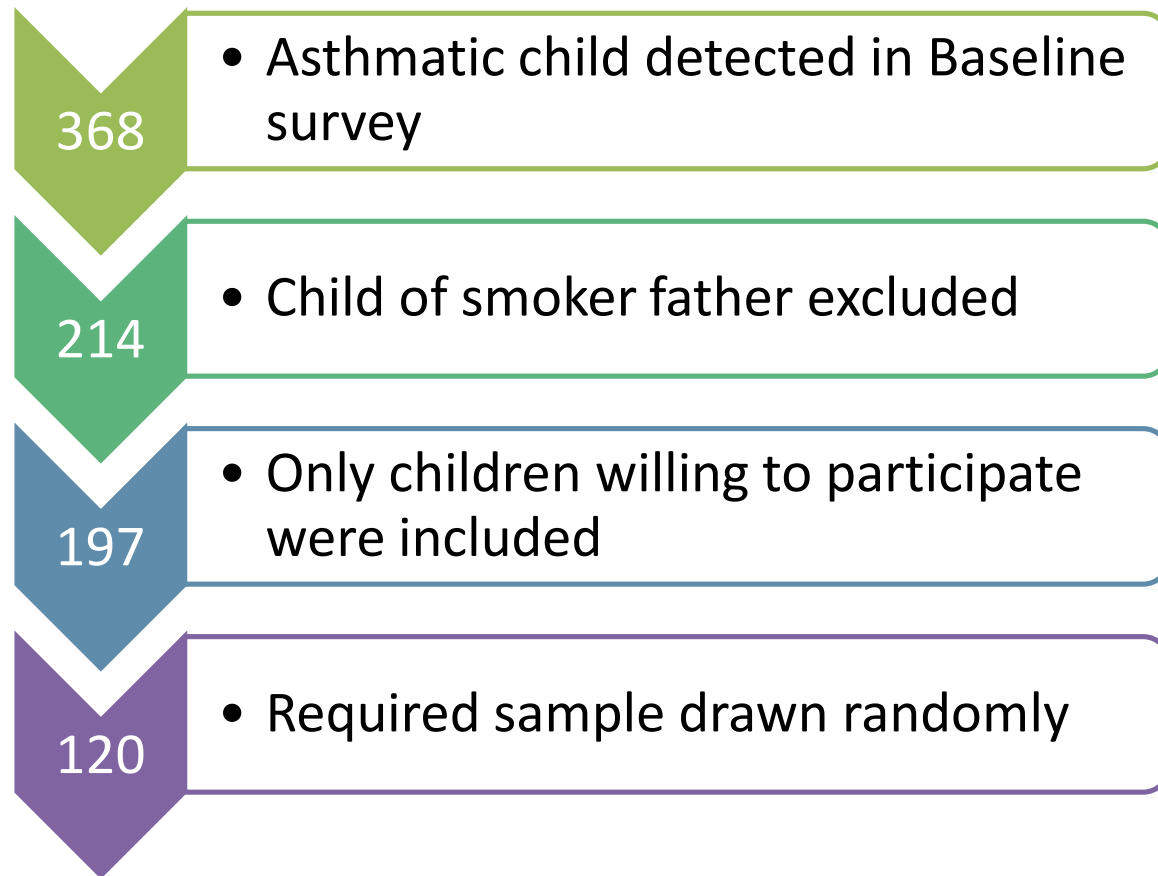 368
• Asthmatic child detected in Baseline
survey
214
• Child of smoker father excluded
197
• Only children willing to participate
were included
120
• Required sample drawn randomly